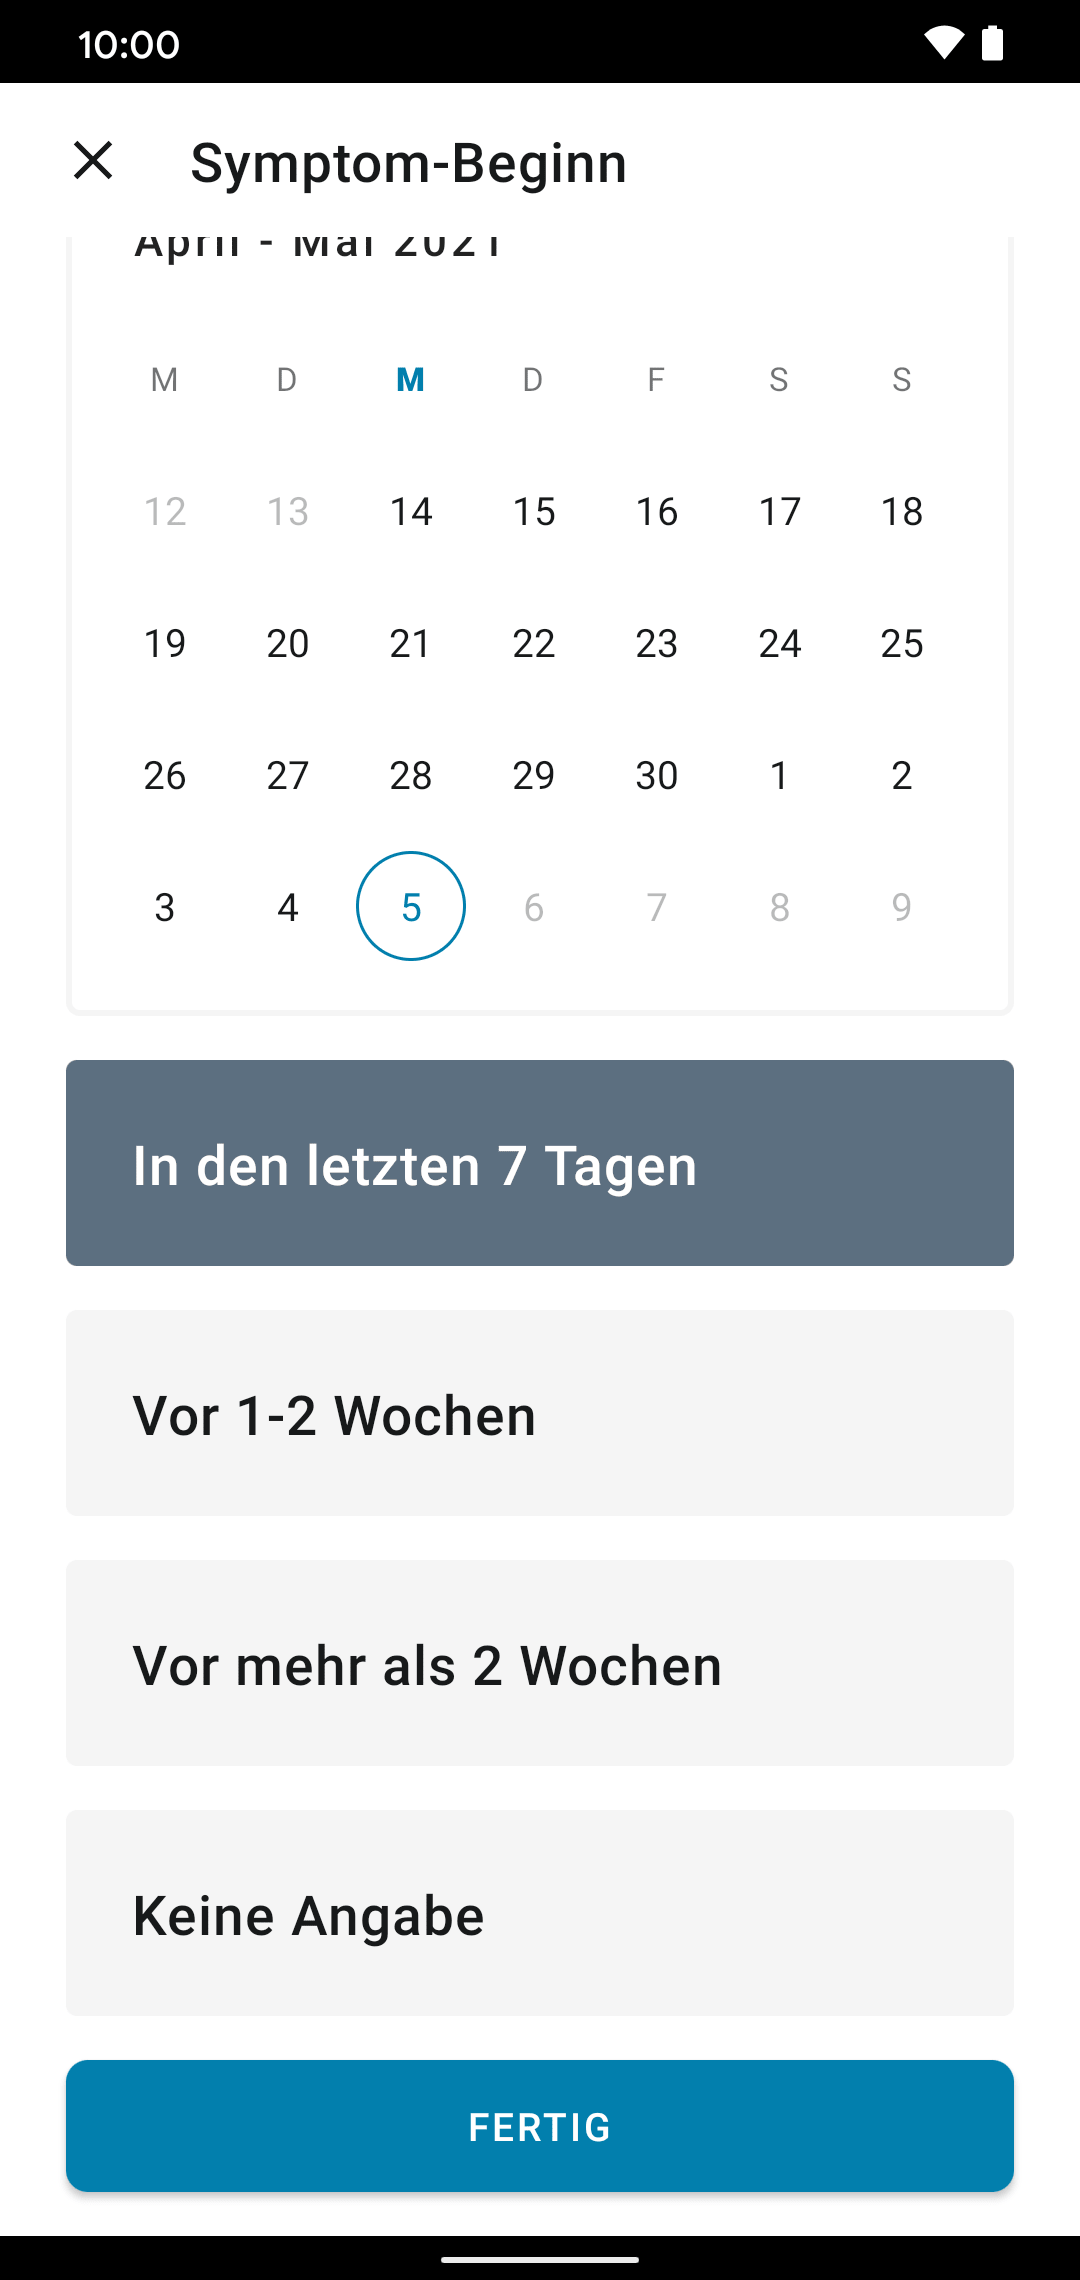 10:00
Symptom-Beginn
April - Mai 2021
M D M D F S S
12 13 14 15 16 17 18
19 20 21 22 23 24 25
26 27 28 29 30 1 2
3 4 5 6 7 8 9
In den letzten 7 Tagen
Vor 1-2 Wochen
Vor mehr als 2 Wochen
Keine Angabe
FERTIG